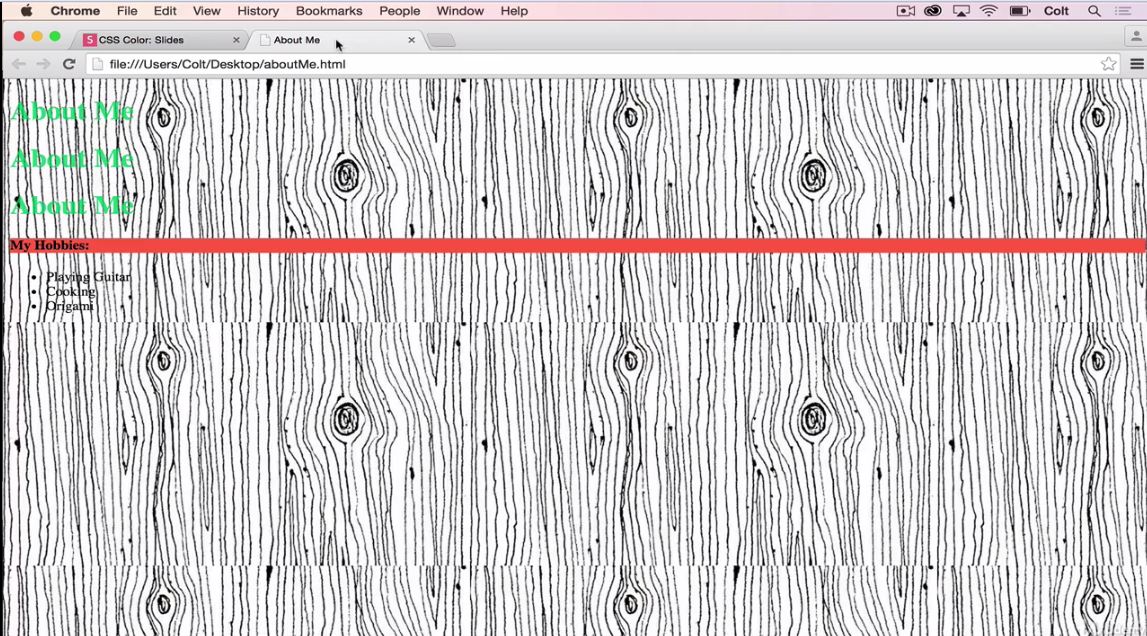 Chrome File Edit View History Bookmarks People Window Help Colt
S CSS Color: Slides About Me
file:///Users/Colt/Desktop/aboutMe.html
About Me
About Me
About Me
My Hobbies:
Playing Guitar
Cooking
Origami